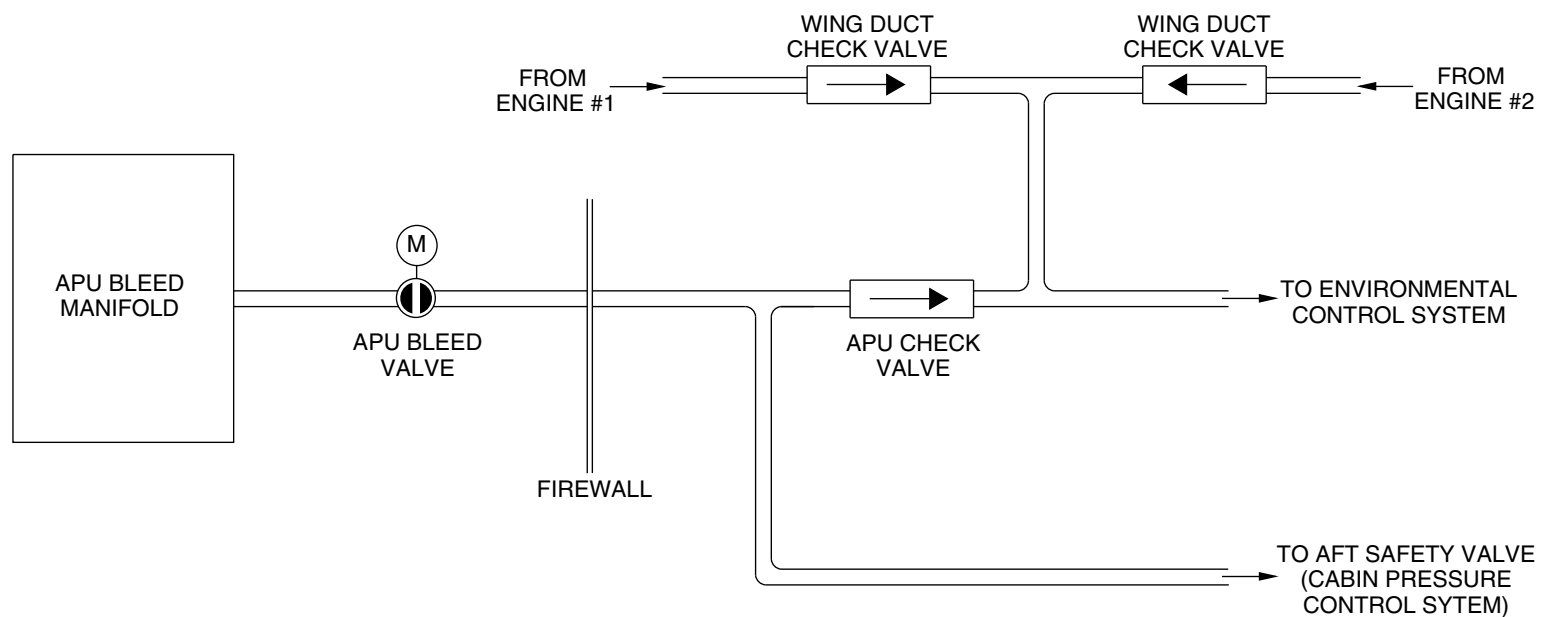 WING DUCT
CHECK VALVE
WING DUCT
CHECK VALVE
FROM
ENGINE #1
FROM
ENGINE #2
APU BLEED
MANIFOLD
M
APU BLEED
VALVE
FIREWALL
APU CHECK
VALVE
TO ENVIRONMENTAL
CONTROL SYSTEM
TO AFT SAFETY VALVE
(CABIN PRESSURE
CONTROL SYTEM)